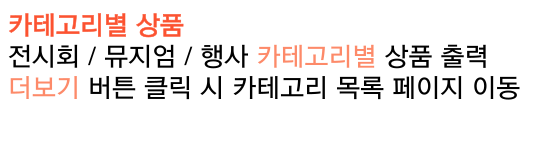 카테고리별 상품
전시회 / 뮤지엄 / 행사 카테고리별 상품 출력
더보기 버튼 클릭 시 카테고리 목록 페이지 이동